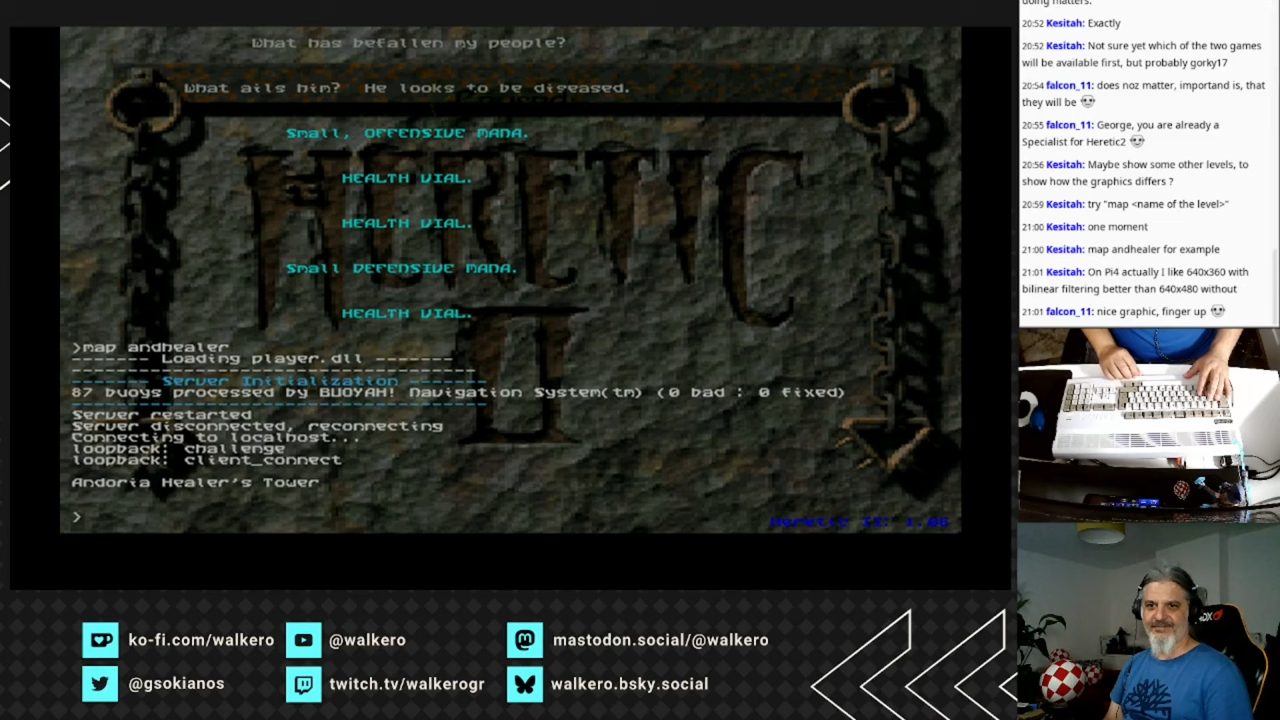 What has befallen my people?
What ails him? He looks to be diseased.
Small, OFFENSIVE MANA.
HEALTH VIAL.
HEALTH VIAL.
Small DEFENSIVE MANA.
HEALTH VIAL.
HERETIC
II
>map andhealer
------- Loading player.dll -------
------- Server Initialization -------
87 buoys processed by BUOYAH! Navigation System(tm) (0 bad : 0 fixed)
Server restarted
Server disconnected, reconnecting
Connecting to localhost...
loopback: challenge
loopback: client_connect
Andoria Healer's Tower
>
Heretic II: 1.06
doing matters.
20:52 Kesitah: Exactly
20:52 Kesitah: Not sure yet which of the two games
will be available first, but probably gorky17
20:54 falcon_11: does noz matter, importand is, that
they will be
20:55 falcon_11: George, you are already a
Specialist for Heretic2
20:56 Kesitah: Maybe show some other levels, to
show how the graphics differs ?
20:59 Kesitah: try "map <name of the level>"
21:00 Kesitah: one moment
21:00 Kesitah: map andhealer for example
21:01 Kesitah: On Pi4 actually I like 640x360 with
bilinear filtering better than 640x480 without
21:01 falcon_11: nice graphic, finger up
ko-fi.com/walkero
@walkero
mastodon.social/@walkero
@gsokianos
twitch.tv/walkerogr
walkero.bsky.social